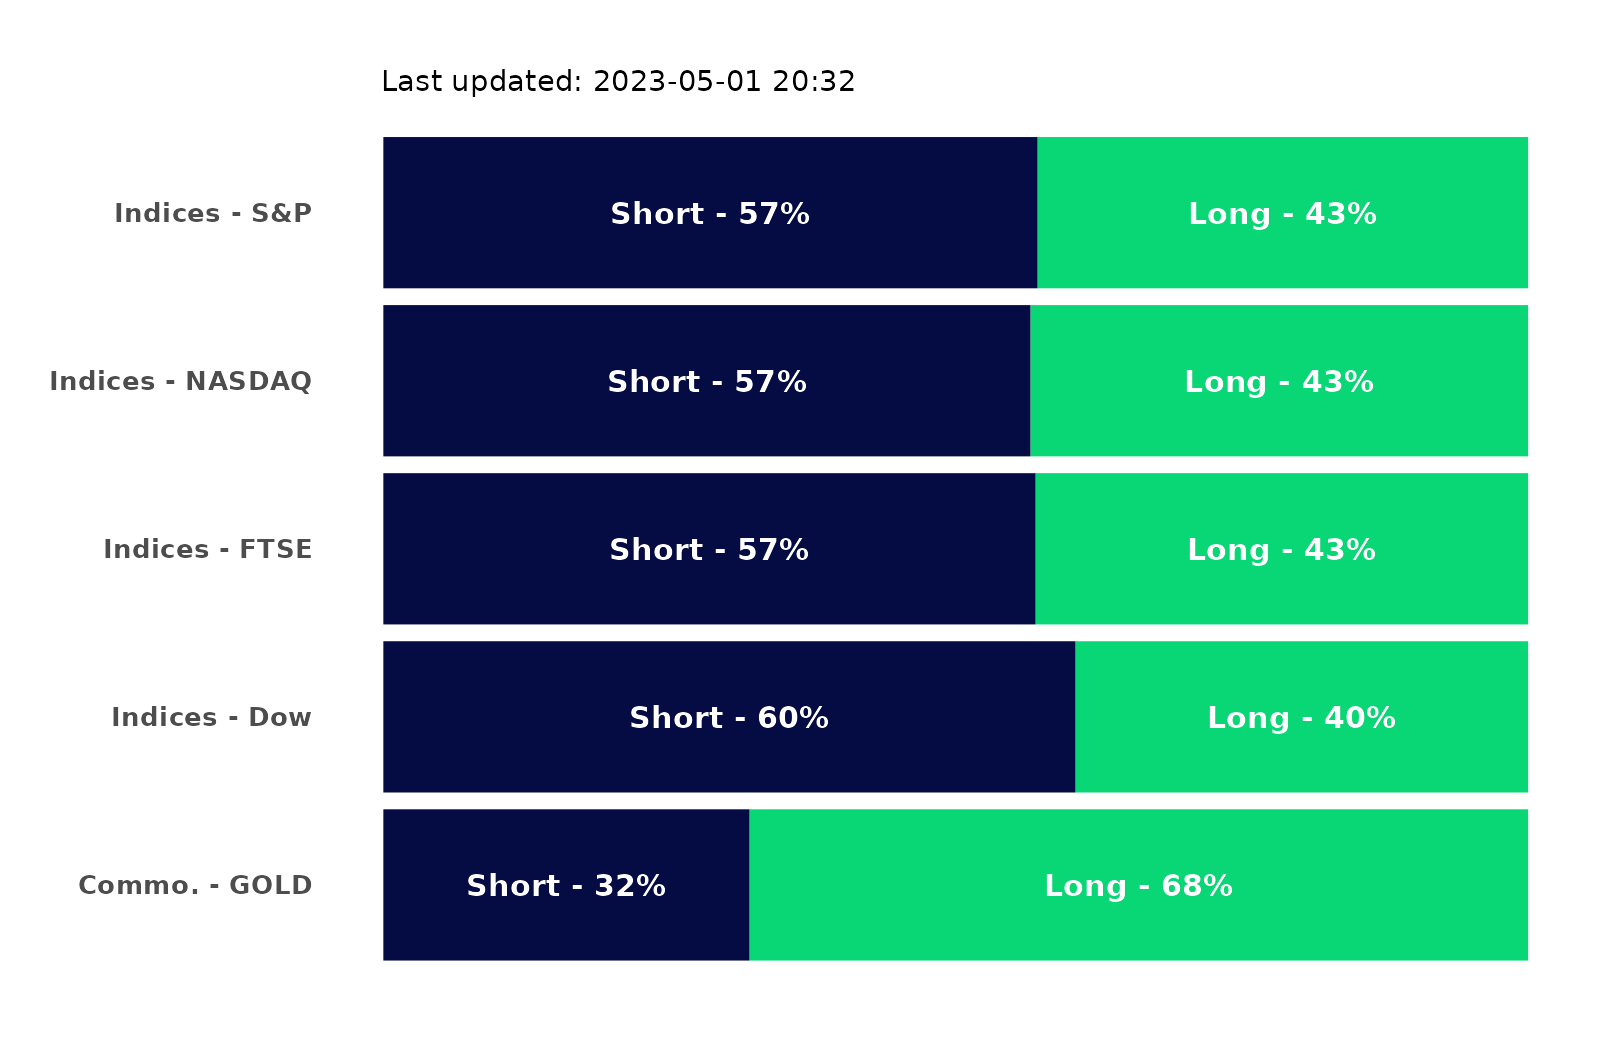 Last updated: 2023-05-01 20:32
Indices - S&P Short - 57% Long - 43%
Indices - NASDAQ Short - 57% Long - 43%
Indices - FTSE Short - 57% Long - 43%
Indices - Dow Short - 60% Long - 40%
Commo. - GOLD Short - 32% Long - 68%